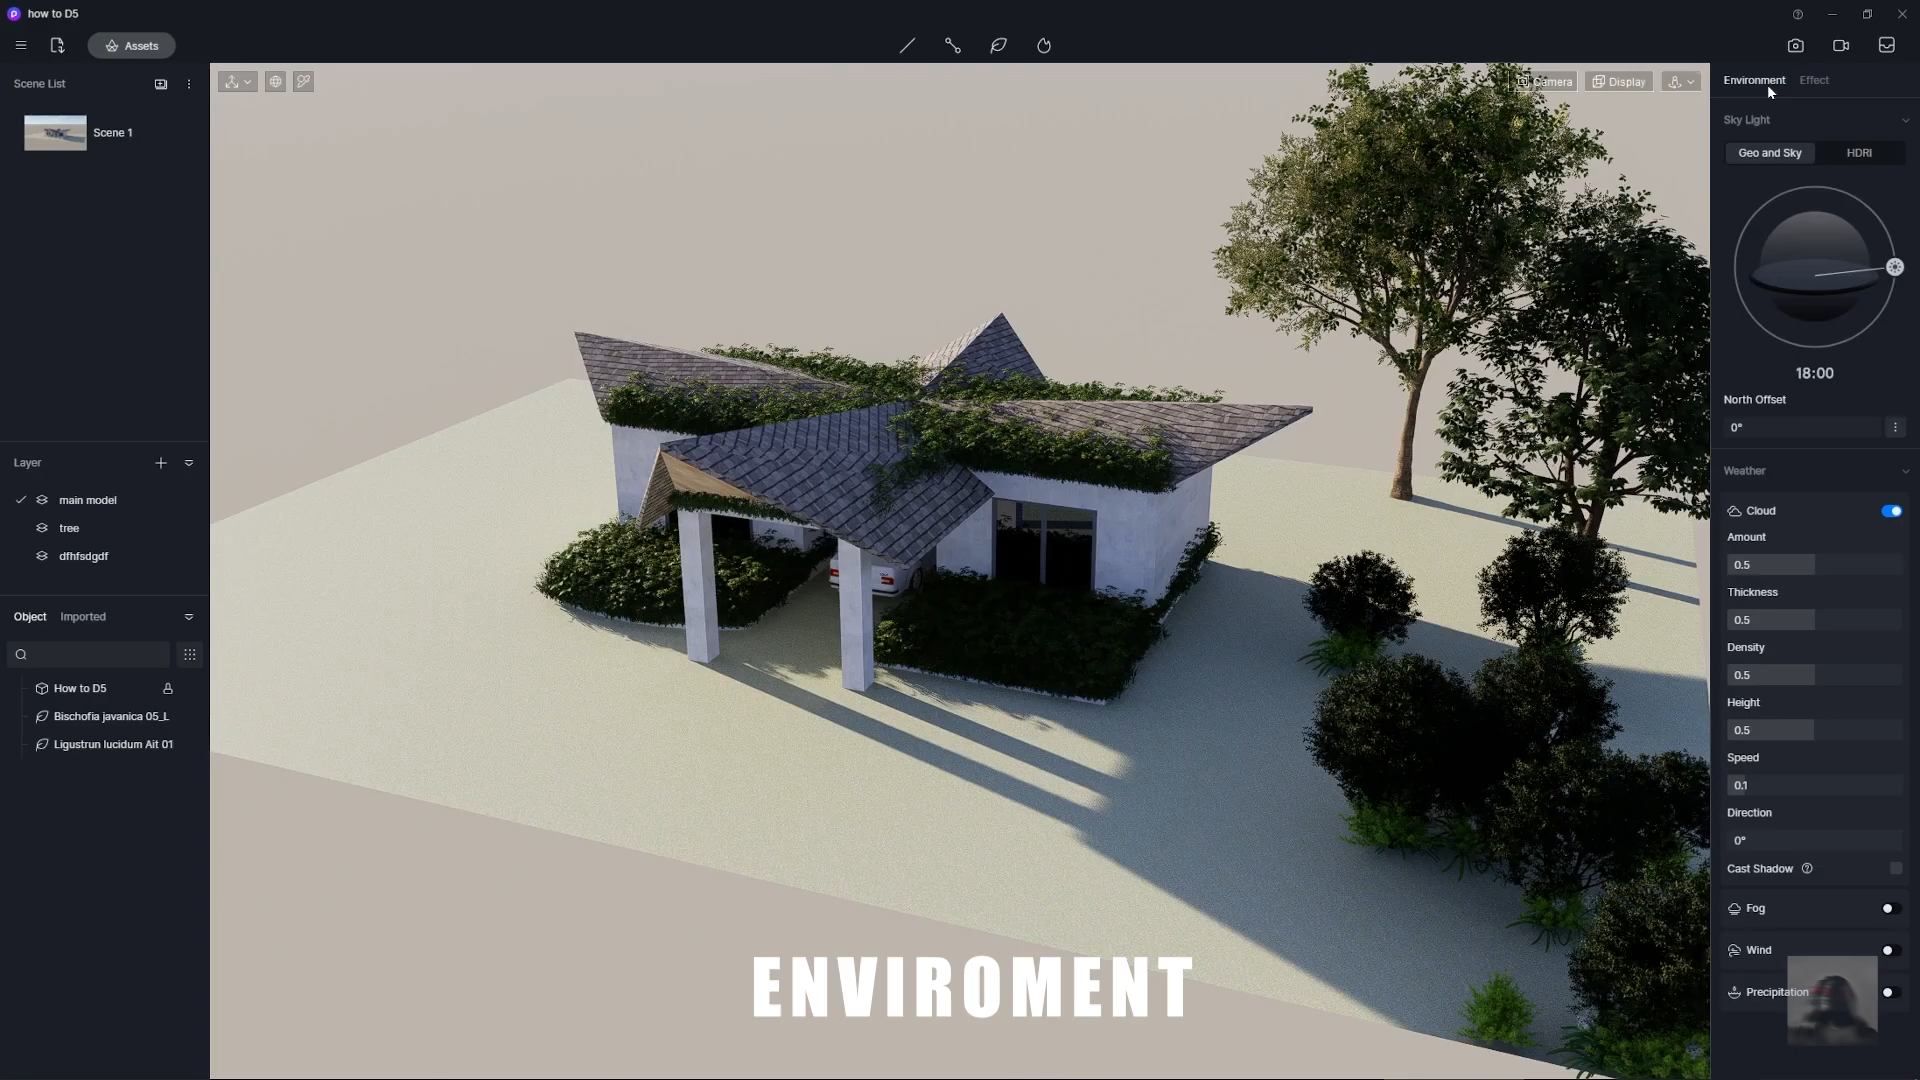 how to D5
Assets
Scene List
Scene 1
Layer
main model
tree
dfhfsdgdf
Object Imported
How to D5
Bischofia javanica 05_L
Ligustrun lucidum Ait 01
Camera
Display
Environment Effect
Sky Light
Geo and Sky HDRI
18:00
North Offset
0°
Weather
Cloud
Amount
0.5
Thickness
0.5
Density
0.5
Height
0.5
Speed
0.1
Direction
0°
Cast Shadow
Fog
Wind
Precipitation
ENVIROMENT